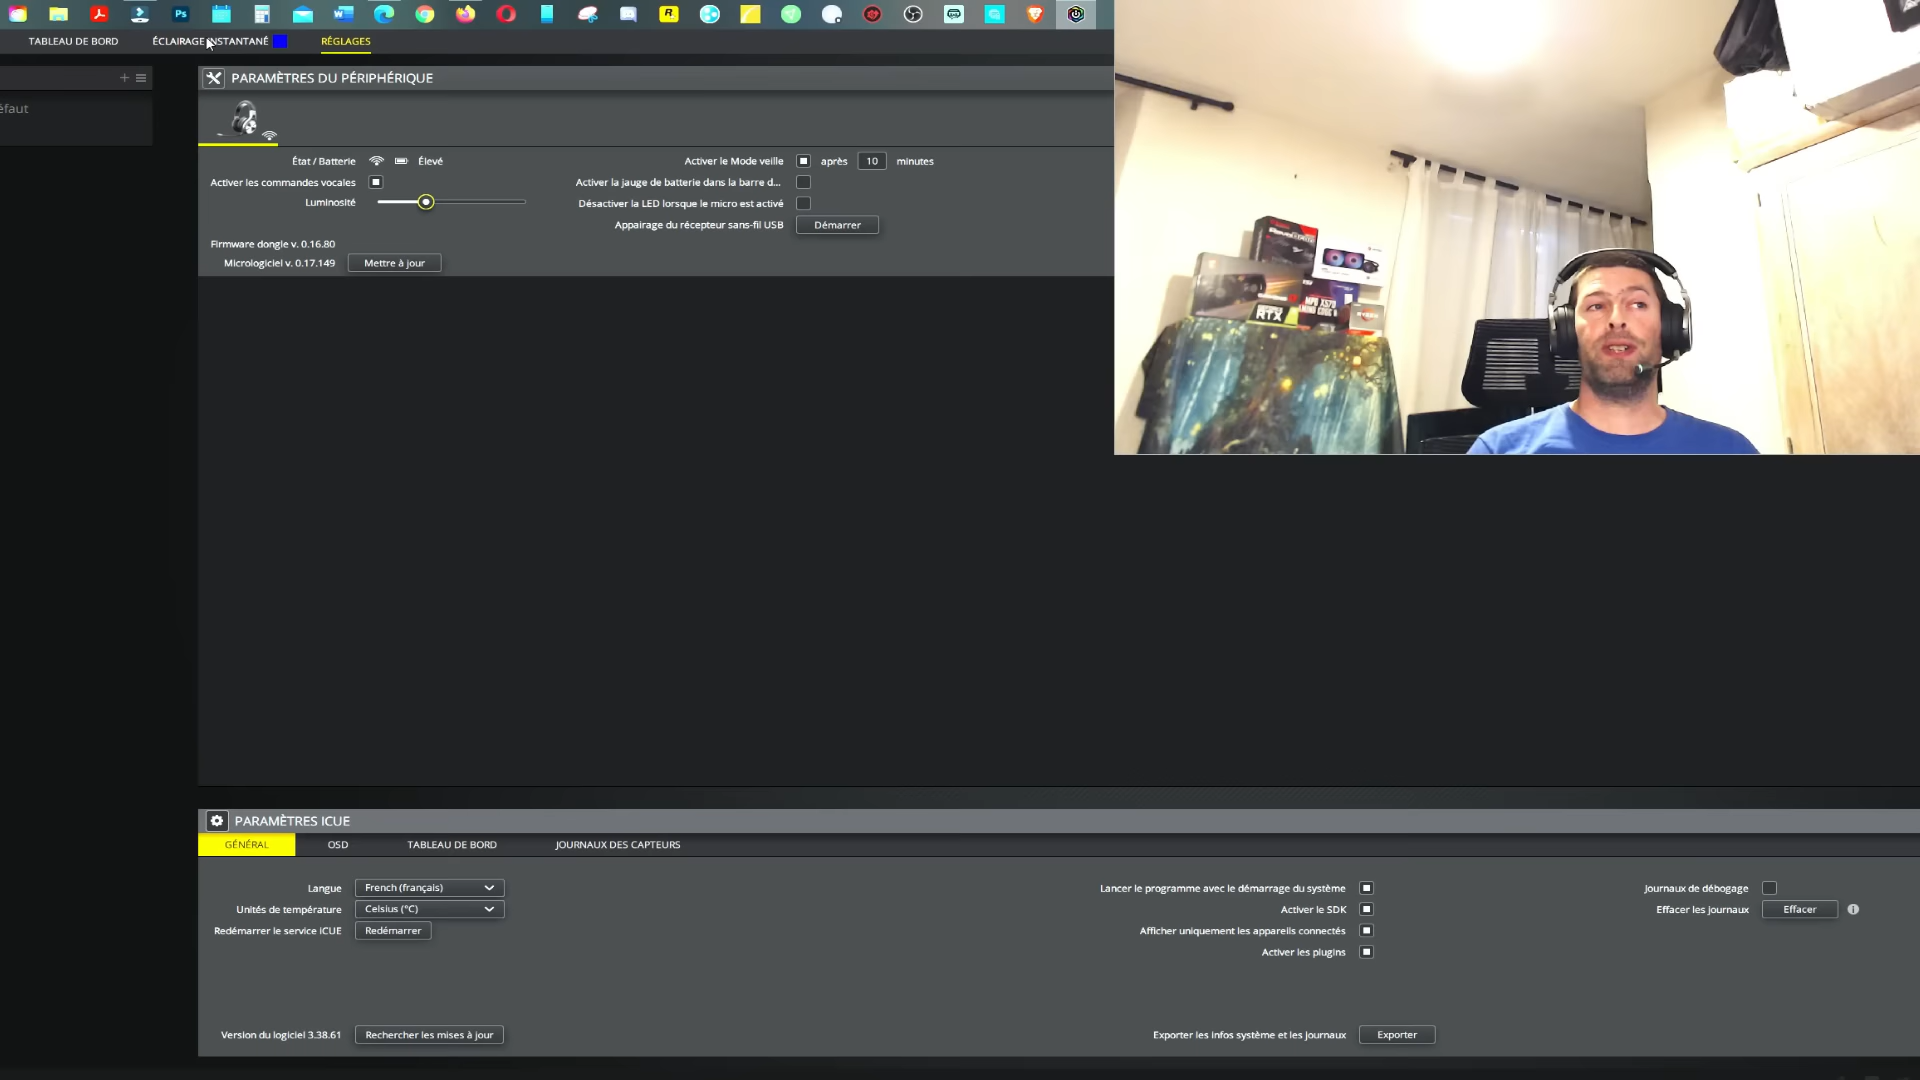 TABLEAU DE BORD ÉCLAIRAGE INSTANTANÉ RÉGLAGES
PARAMÈTRES DU PÉRIPHÉRIQUE
éfaut
État / Batterie Élevé
Activer les commandes vocales
Luminosité
Firmware dongle v. 0.16.80
Micrologiciel v. 0.17.149 Mettre à jour
Activer le Mode veille après 10 minutes
Activer la jauge de batterie dans la barre d...
Désactiver la LED lorsque le micro est activé
Appairage du récepteur sans-fil USB Démarrer
RTX
PARAMÈTRES ICUE
GÉNÉRAL OSD TABLEAU DE BORD JOURNAUX DES CAPTEURS
Langue French (français)
Unités de température Celsius (°C)
Redémarrer le service iCUE Redémarrer
Lancer le programme avec le démarrage du système
Activer le SDK
Afficher uniquement les appareils connectés
Activer les plugins
Journaux de débogage
Effacer les journaux Effacer
Version du logiciel 3.38.61 Rechercher les mises à jour
Exporter les infos système et les journaux Exporter